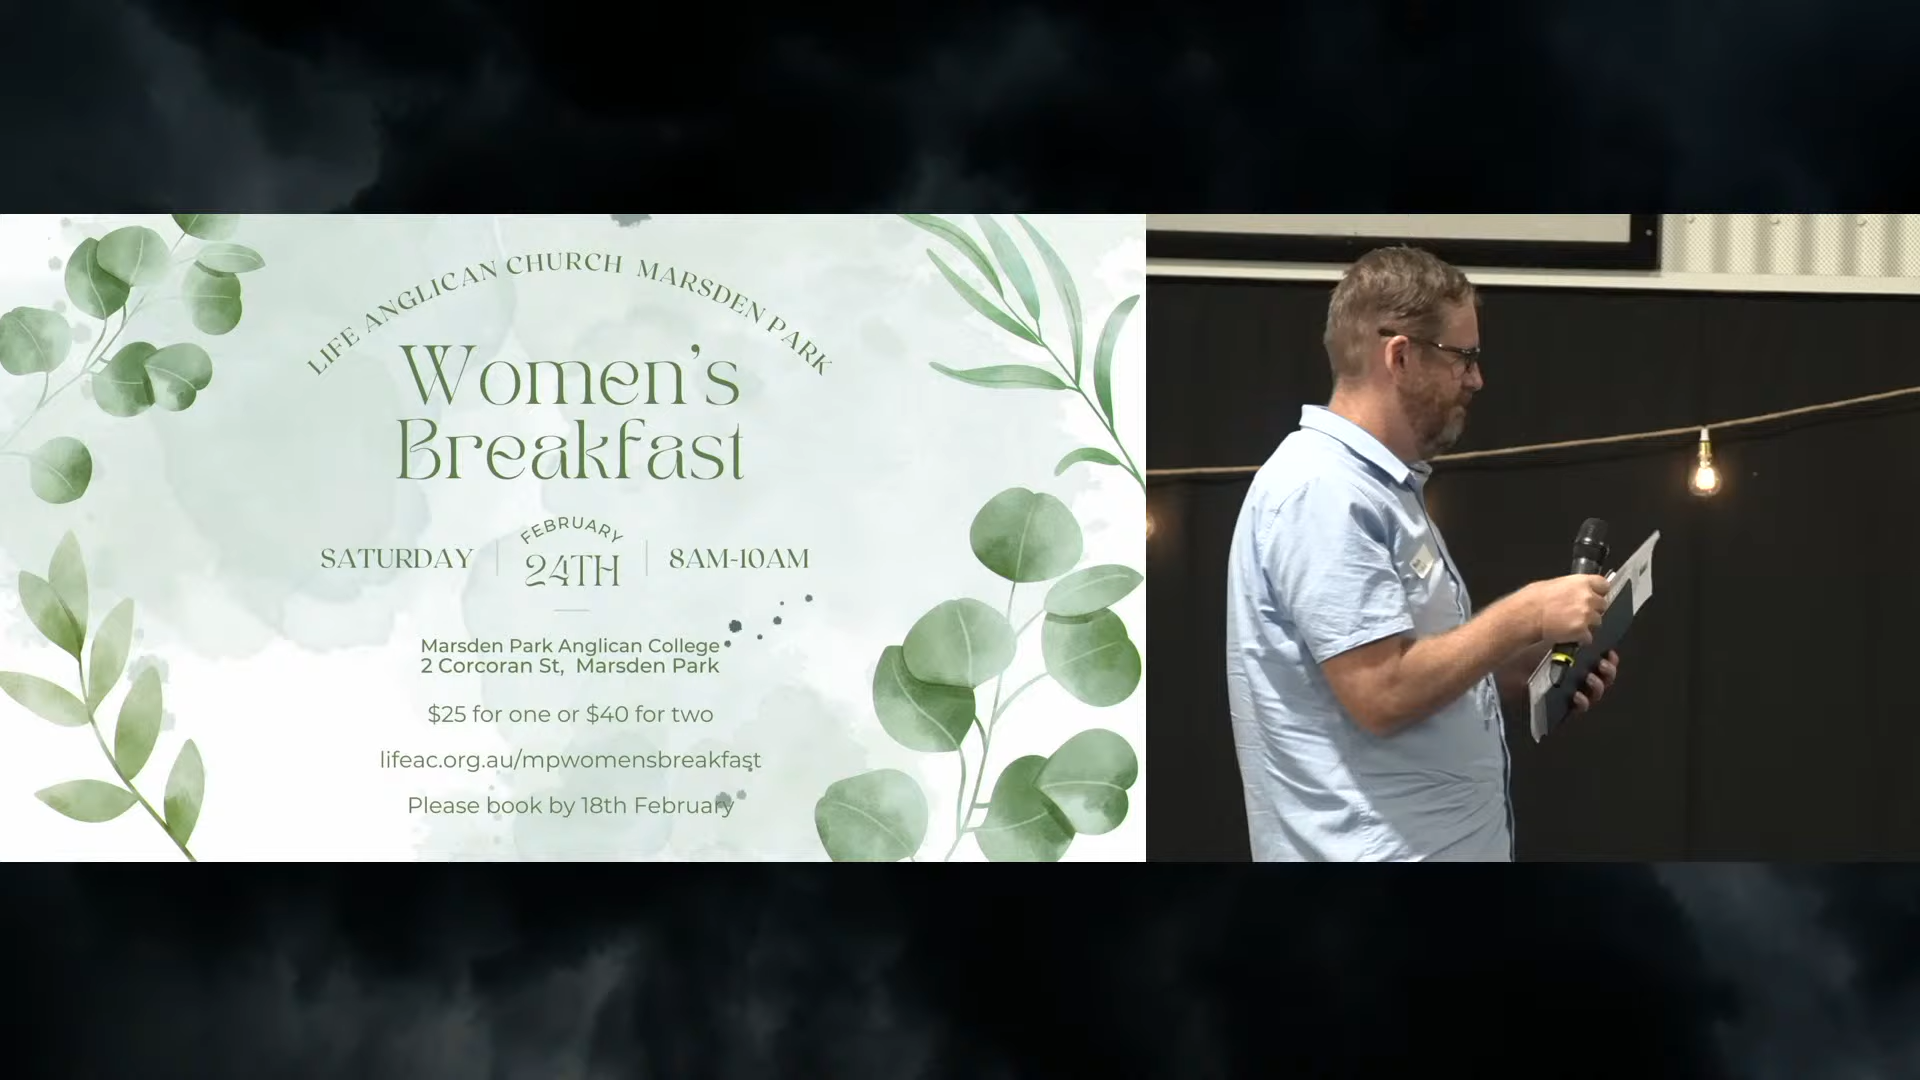 LIFE ANGLICAN CHURCH MARSDEN PARK
Women's
Breakfast
SATURDAY
FEBRUARY
24TH
8AM-10AM
Marsden Park Anglican College
2 Corcoran St, Marsden Park
$25 for one or $40 for two
lifeac.org.au/mpwomensbreakfast
Please book by 18th February